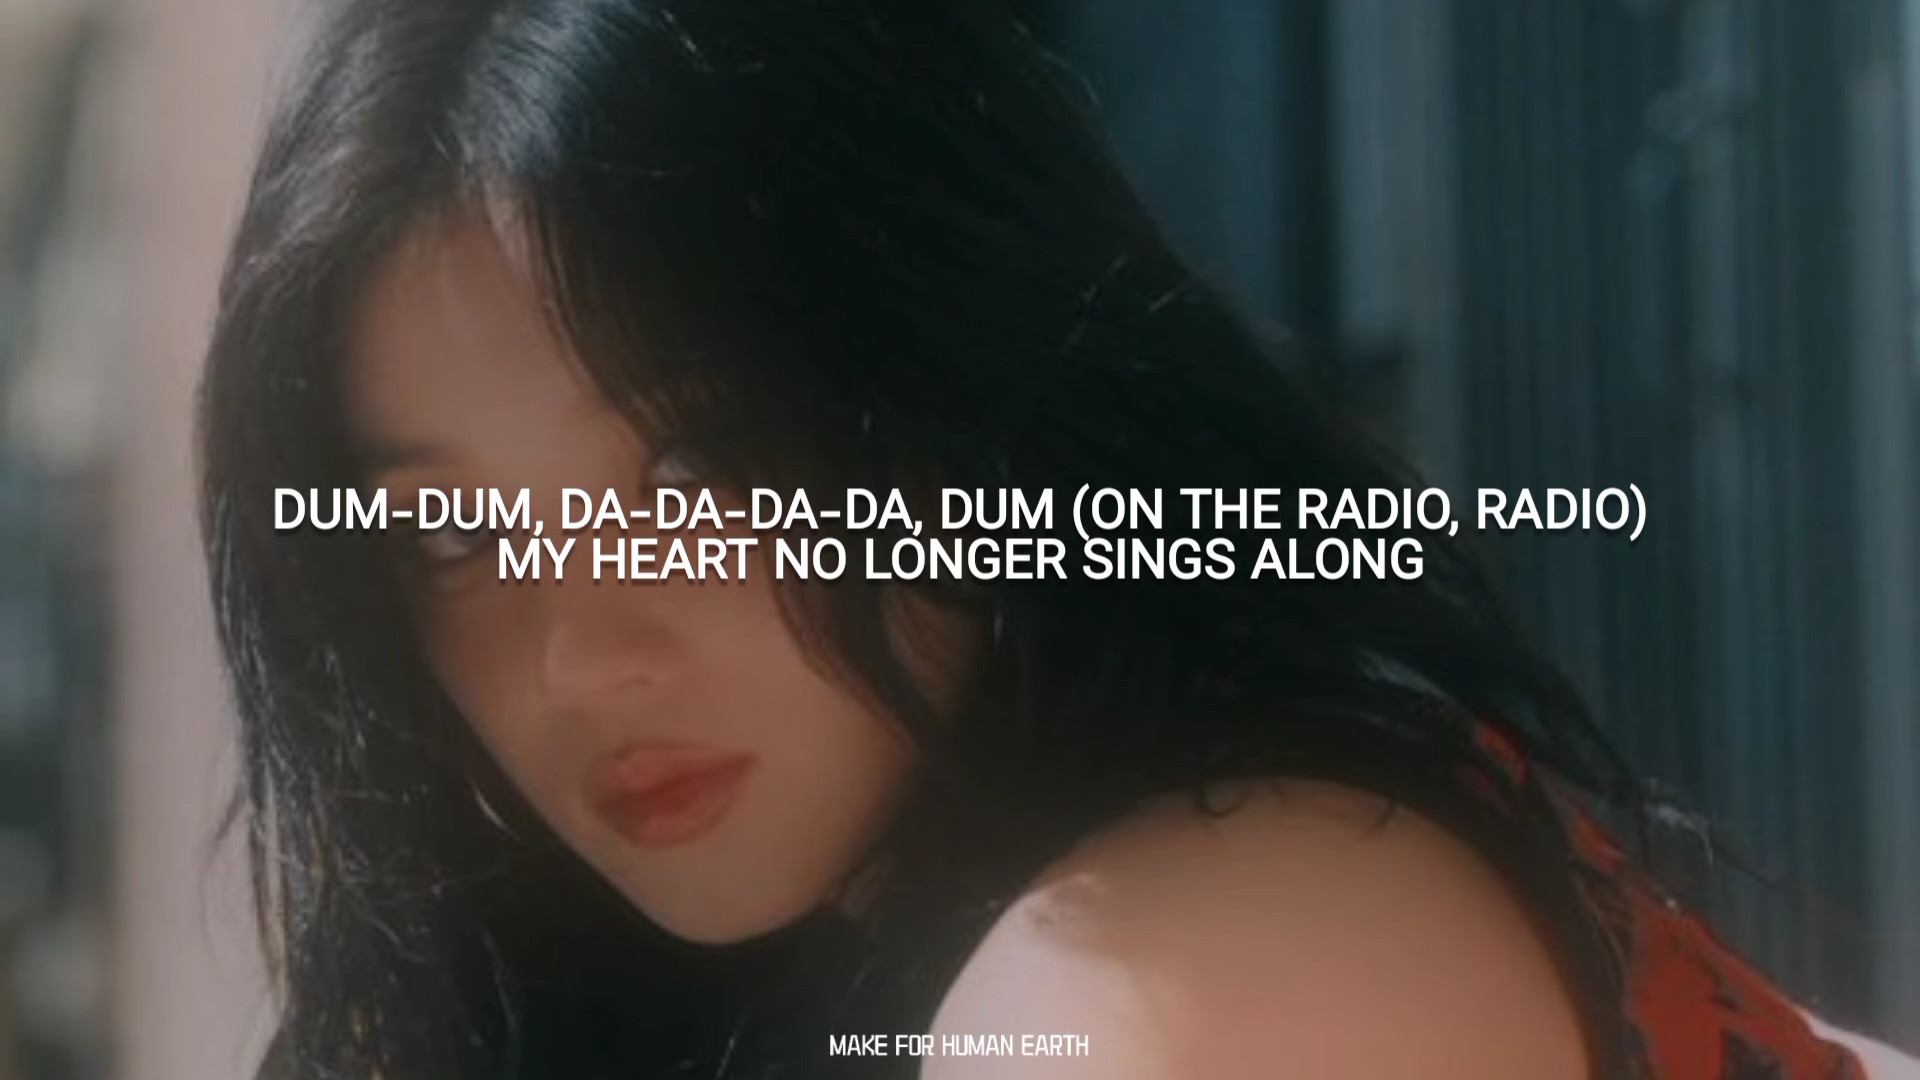 DUM-DUM, DA-DA-DA-DA, DUM (ON THE RADIO, RADIO)
MY HEART NO LONGER SINGS ALONG
MAKE FOR HUMAN EARTH